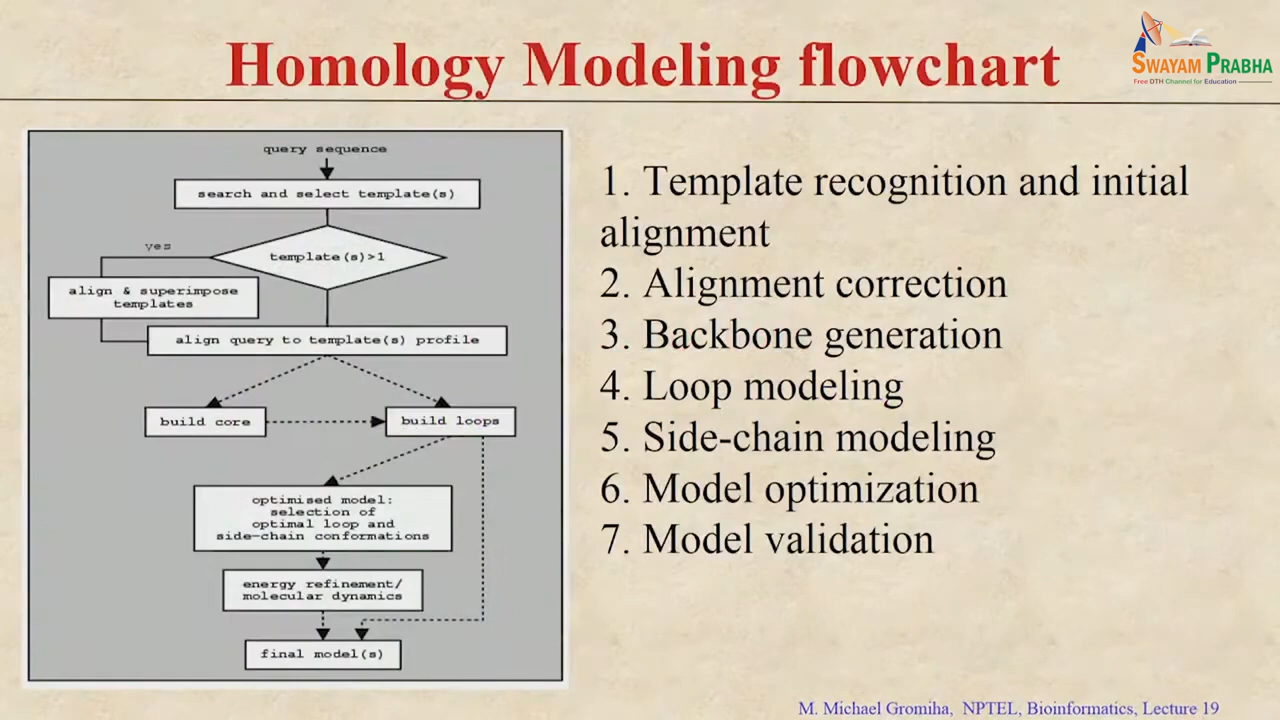 Homology Modeling flowchart
SWAYAM PRABHA
Free DTH Channel for Education
query sequence
search and select template(s)
template(s)>1
yes
align & superimpose
templates
align query to template(s) profile
build core
build loops
optimised model:
selection of
optimal loop and
side-chain conformations
energy refinement/
molecular dynamics
final model(s)
1. Template recognition and initial
alignment
2. Alignment correction
3. Backbone generation
4. Loop modeling
5. Side-chain modeling
6. Model optimization
7. Model validation
M. Michael Gromiha, NPTEL, Bioinformatics, Lecture 19